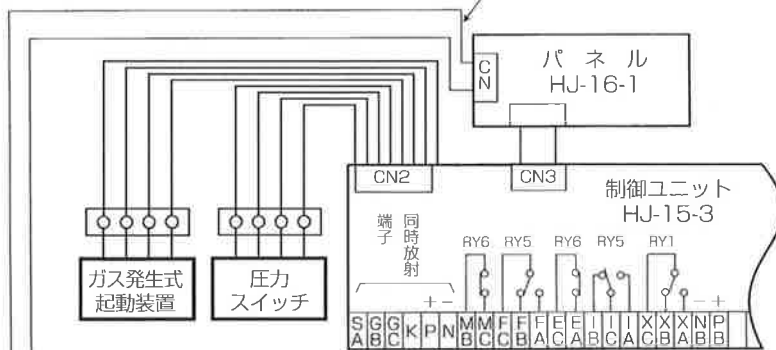 パネル
HJ-16-1
CN
CN2
CN3
制御ユニット
HJ-15-3
同時放射
端子
+ −
RY6 RY5 RY6 RY5 RY1
ガス発生式
起動装置
圧力
スイッチ
− +
SA GB GC K P N MB MC FC FB FA EC EA IB IC IA XC XB XA NB PB